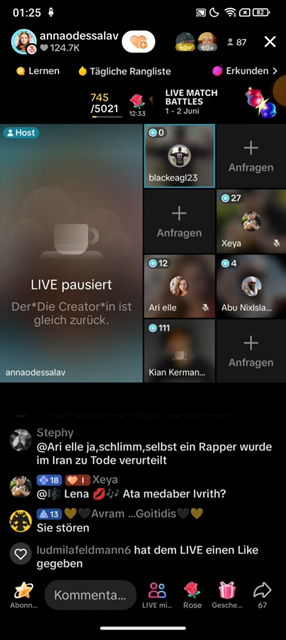 01:25
82
annaodessalav
124.7K
60+
60+
87
Lernen
Tägliche Rangliste
Erkunden >
745
/5021
12:33
LIVE MATCH
BATTLES
1 - 2 Juni
Host
LIVE pausiert
Der*Die Creator*in ist
gleich zurück.
annaodessalav
0
blackeagl23
Anfragen
Anfragen
27
Xeya
12
Ari elle
4
Abu Nixlsla...
111
Kian Kerman...
Anfragen
Stephy
@Ari elle ja,schlimm,selbst ein Rapper wurde
im Iran zu Tode verurteilt
18 I Xeya
@🎼 Lena 💋🎶 Ata medaber Ivrith?
13 💛🖤Avram ...Goitidis🖤💛
Sie stören
ludmilafeldmann6 hat dem LIVE einen Like
gegeben
Abonn...
Kommenta...
LIVE mi...
Rose
Gesche...
67